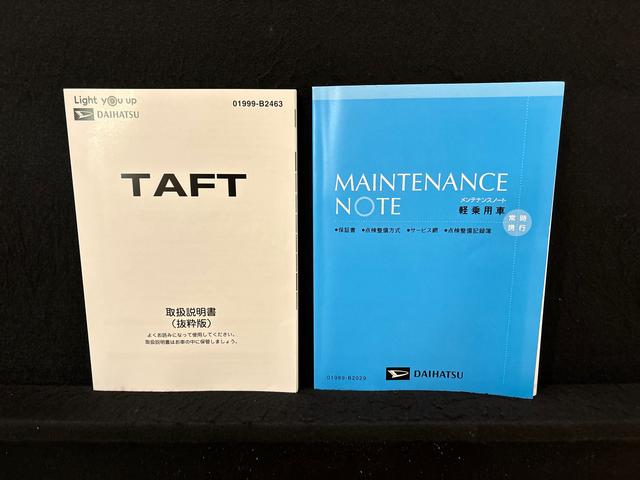 Light you up
DAIHATSU
01999-B2463
TAFT
取扱説明書
（抜粋版）
よくお読みになって使用してください。
取扱説明書はお車の中に保管しましょう。
MAINTENANCE
NOTE
メンテナンスノート
軽乗用車
常時
携行
●保証書 ●点検整備方式 ●サービス網 ●点検整備記録簿
01999-B2029
DAIHATSU